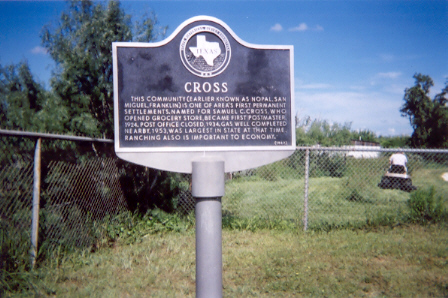 TEXAS
CROSS
THIS COMMUNITY (EARLIER KNOWN AS NOPAL, SAN
MIGUEL, FRANKLIN) IS ONE OF AREA'S FIRST PERMANENT
SETTLEMENTS. NAMED FOR SAMUEL C. CROSS, WHO
OPENED GROCERY STORE, BECAME FIRST POSTMASTER,
1924. POST OFFICE CLOSED, 1934. GAS WELL COMPLETED
NEARBY, 1953, WAS LARGEST IN STATE AT THAT TIME.
RANCHING ALSO IS IMPORTANT TO ECONOMY.